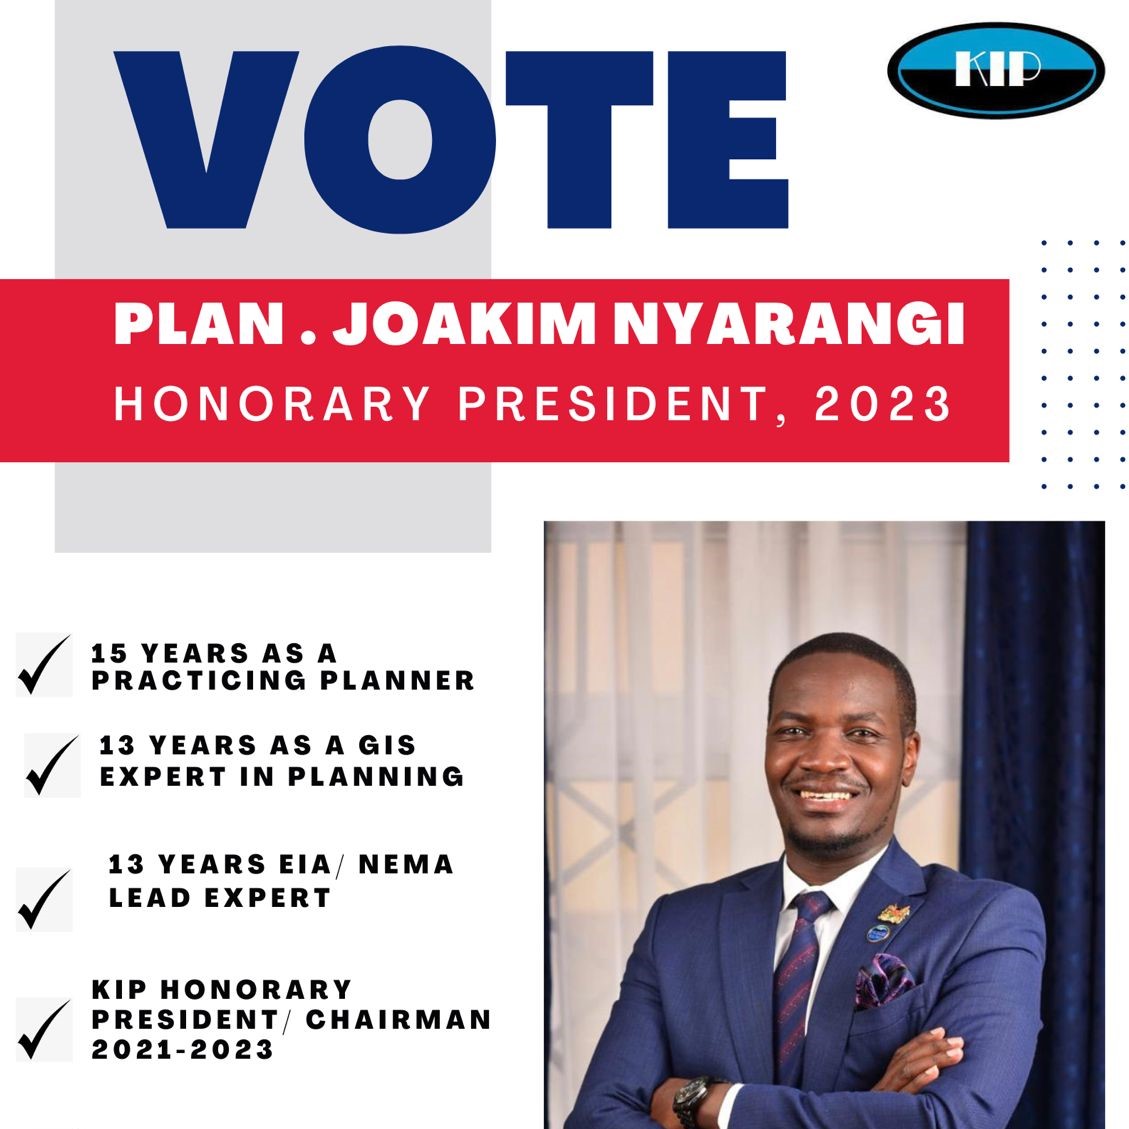 VOTE
KIP
PLAN . JOAKIM NYARANGI
HONORARY PRESIDENT, 2023
15 YEARS AS A
PRACTICING PLANNER
13 YEARS AS A GIS
EXPERT IN PLANNING
13 YEARS EIA/ NEMA
LEAD EXPERT
KIP HONORARY
PRESIDENT/ CHAIRMAN
2021-2023